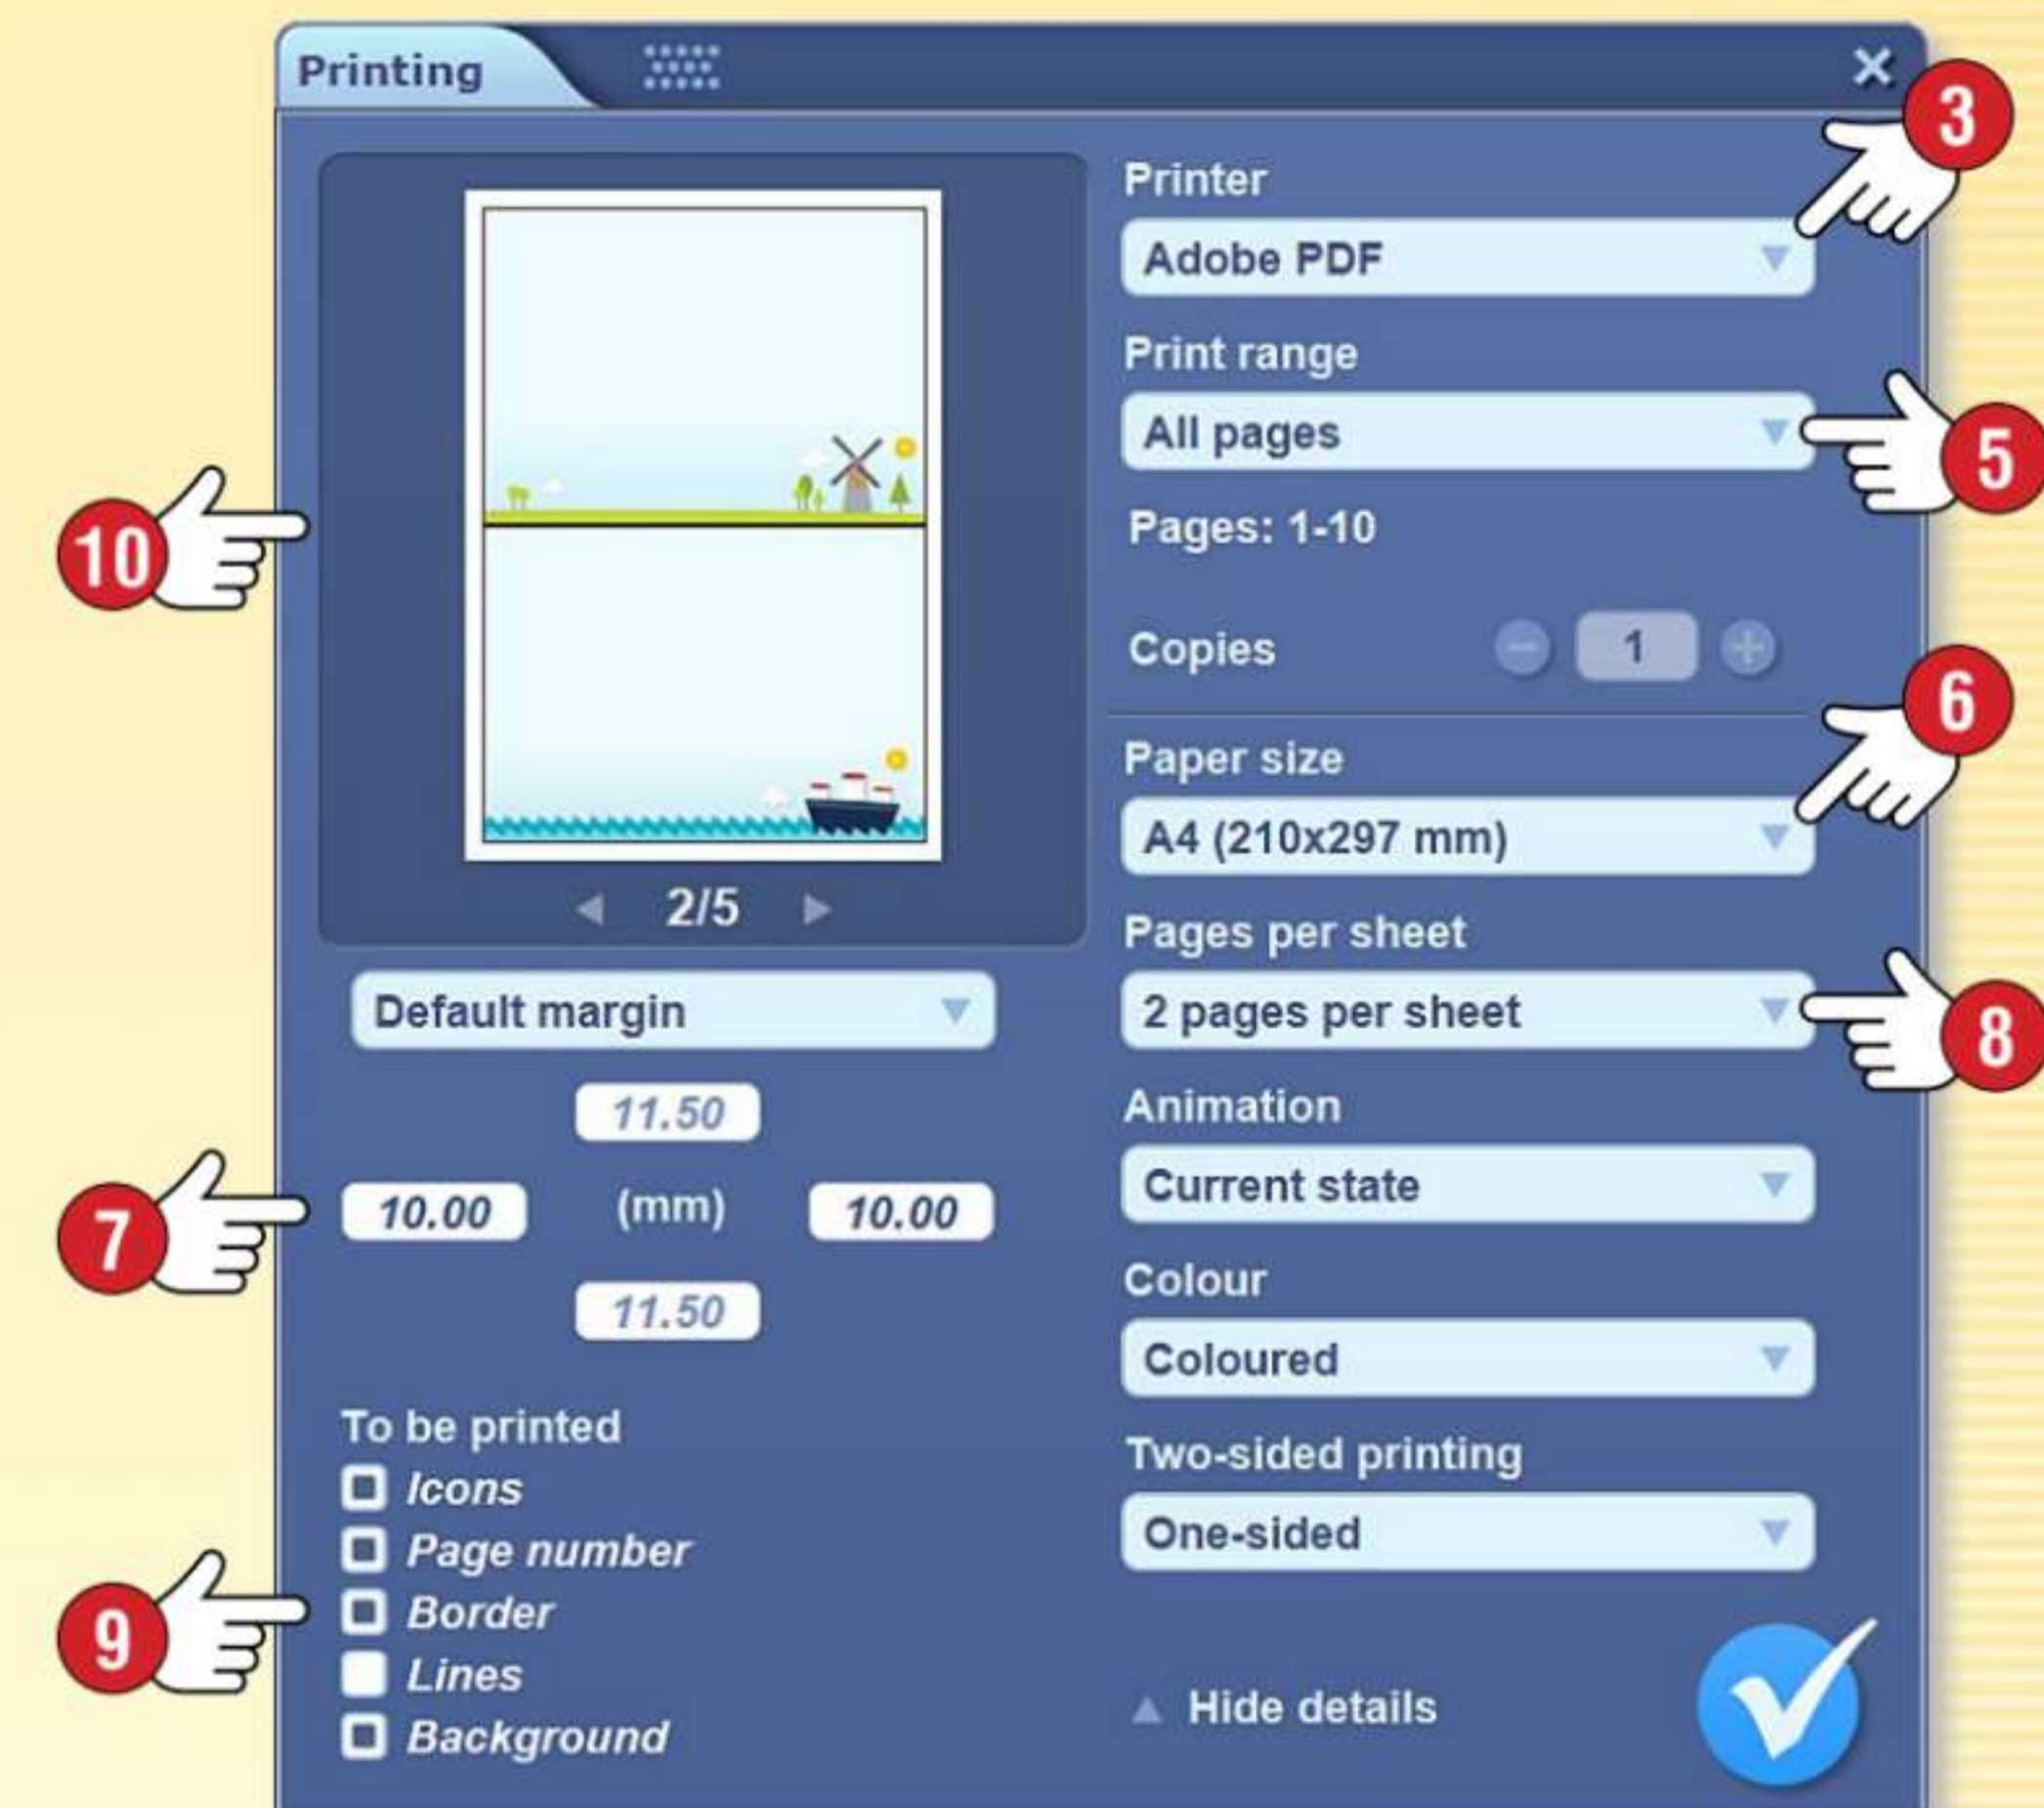 Printing
3
Printer
Adobe PDF
Print range
All pages
5
Pages: 1-10
10
Copies
1
6
Paper size
A4 (210x297 mm)
2/5
Pages per sheet
2 pages per sheet
8
Default margin
11.50
Animation
Current state
7
10.00
(mm)
10.00
11.50
Colour
Coloured
To be printed
Icons
Page number
Border
Lines
Background
9
Two-sided printing
One-sided
Hide details